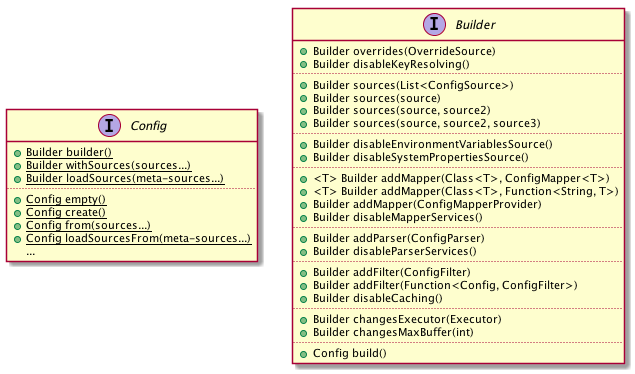 I Config
Builder builder()
Builder withSources(sources...)
Builder loadSources(meta-sources...)
Config empty()
Config create()
Config from(sources...)
Config loadSourcesFrom(meta-sources...)
...
I Builder
Builder overrides(OverrideSource)
Builder disableKeyResolving()
Builder sources(List<ConfigSource>)
Builder sources(source)
Builder sources(source, source2)
Builder sources(source, source2, source3)
Builder disableEnvironmentVariablesSource()
Builder disableSystemPropertiesSource()
<T> Builder addMapper(Class<T>, ConfigMapper<T>)
<T> Builder addMapper(Class<T>, Function<String, T>)
Builder addMapper(ConfigMapperProvider)
Builder disableMapperServices()
Builder addParser(ConfigParser)
Builder disableParserServices()
Builder addFilter(ConfigFilter)
Builder addFilter(Function<Config, ConfigFilter>)
Builder disableCaching()
Builder changesExecutor(Executor)
Builder changesMaxBuffer(int)
Config build()